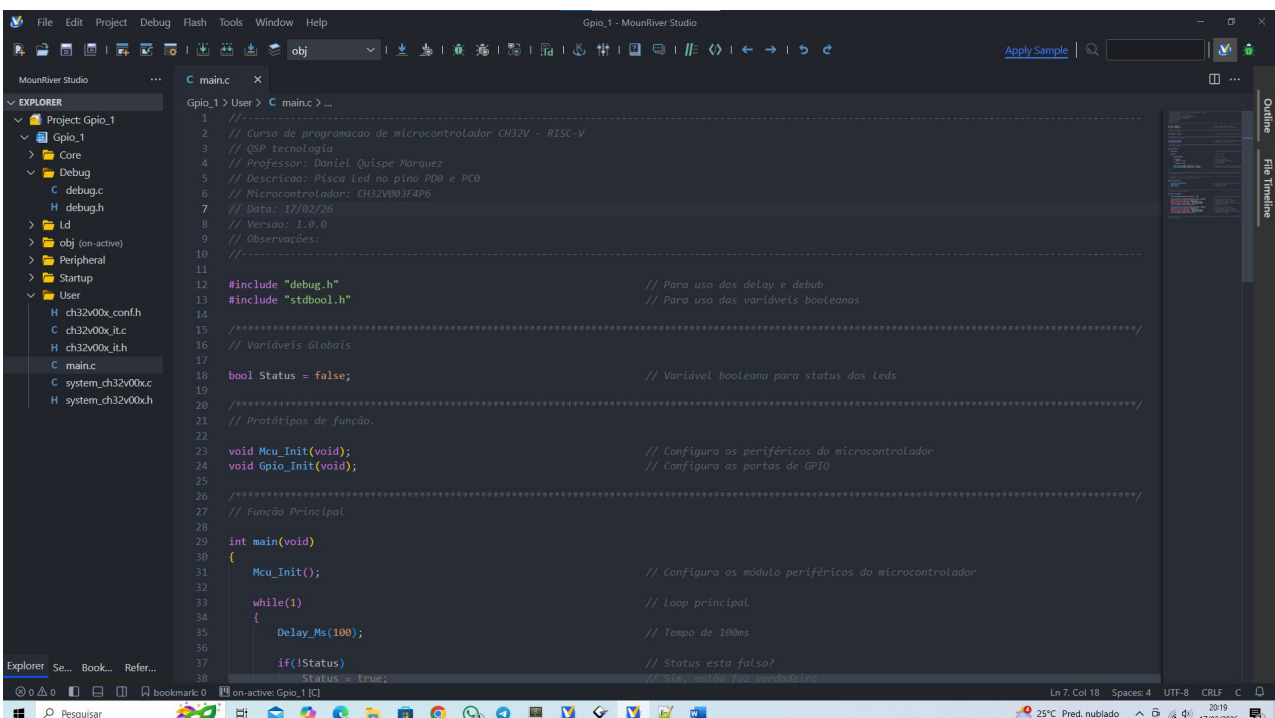 File Edit Project Debug Flash Tools Window Help
Gpio_1 - MounRiver Studio
obj
Apply Sample
MounRiver Studio
main.c
EXPLORER
Project: Gpio_1
Gpio_1
Core
Debug
C debug.c
H debug.h
Ld
obj (on-active)
Peripheral
Startup
User
H ch32v00x_conf.h
C ch32v00x_it.c
H ch32v00x_it.h
C main.c
C system_ch32v00x.c
H system_ch32v00x.h
Gpio_1 > User > C main.c > ...
1 //------------------------------------------------------------
2 // Curso de programacao de microcontrolador CH32V - RISC-V
3 // QSP tecnologia
4 // Professor: Daniel Quispe Marquez
5 // Descricao: Pisca Led no pino PD0 e PC0
6 // Microcontrolador: CH32V003F4P6
7 // Data: 17/02/26
8 // Versao: 1.0.0
9 // Observações:
10 //------------------------------------------------------------
11
12 #include "debug.h" // Para uso dos delay e debub
13 #include "stdbool.h" // Para uso das variáveis booleanas
14
15 /************************************************************/
16 // Variáveis Globais
17
18 bool Status = false; // Variável booleana para status dos leds
19
20 /************************************************************/
21 // Protótipos de função.
22
23 void Mcu_Init(void); // Configura os periféricos do microcontrolador
24 void Gpio_Init(void); // Configura as portas de GPIO
25
26 /************************************************************/
27 // Função Principal
28
29 int main(void)
30 {
31 Mcu_Init(); // Configura os módulo periféricos do microcontrolador
32
33 while(1) // Loop principal
34 {
35 Delay_Ms(100); // Tempo de 100ms
36
37 if(!Status) // Status esta falso?
38 Status = true; // Sim, então faz verdadeiro
Outline
File Timeline
Explorer Se... Book... Refer...
0 0 bookmark: 0 on-active: Gpio_1 [C]
Ln 7, Col 18 Spaces: 4 UTF-8 CRLF C
Pesquisar
25°C Pred. nublado
20:19